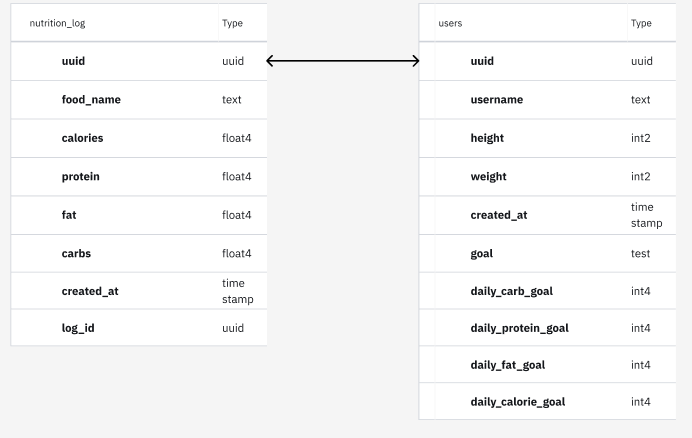 nutrition_log Type
uuid uuid
food_name text
calories float4
protein float4
fat float4
carbs float4
created_at time
stamp
log_id uuid
users Type
uuid uuid
username text
height int2
weight int2
created_at time
stamp
goal test
daily_carb_goal int4
daily_protein_goal int4
daily_fat_goal int4
daily_calorie_goal int4